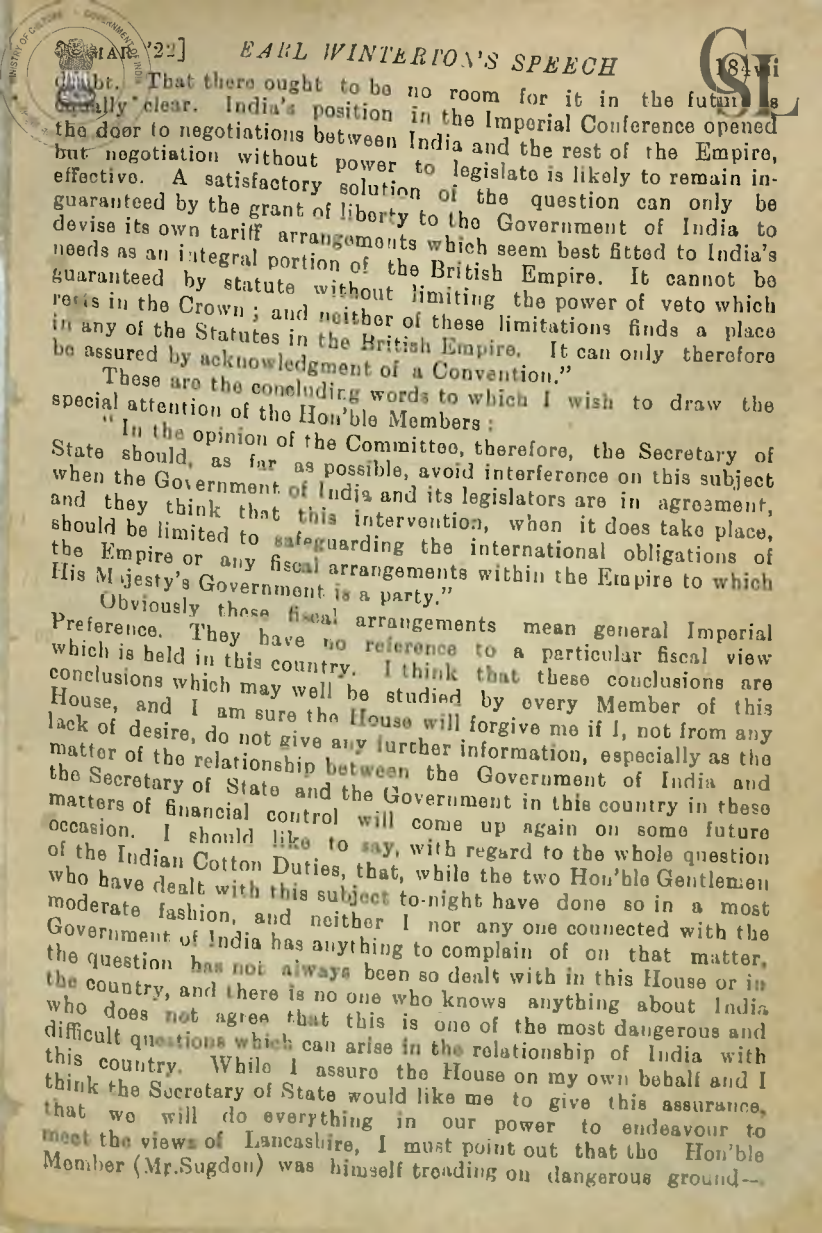 MAR '22] EARL WINTERTON'S SPEECH 184
doubt. That there ought to be no room for it in the future is
equally clear. India's position in the Imperial Conference opened
the door to negotiations between India and the rest of the Empire,
but negotiation without power to legislate is likely to remain in-
effective. A satisfactory solution of the question can only be
guaranteed by the grant of liberty to the Government of India to
devise its own tariff arrangements which seem best fitted to India's
needs as an integral portion of the British Empire. It cannot be
guaranteed by statute without limiting the power of veto which
rests in the Crown; and neither of these limitations finds a place
in any of the Statutes in the British Empire. It can only therefore
be assured by acknowledgment of a Convention."
These are the concluding words to which I wish to draw the
special attention of the Hon'ble Members:
"In the opinion of the Committee, therefore, the Secretary of
State should, as far as possible, avoid interference on this subject
when the Government of India and its legislators are in agreement,
and they think that this intervention, when it does take place,
should be limited to safeguarding the international obligations of
the Empire or any fiscal arrangements within the Empire to which
His Majesty's Government is a party."
Obviously these fiscal arrangements mean general Imperial
Preference. They have no reference to a particular fiscal view
which is held in this country. I think that these conclusions are
conclusions which may well be studied by every Member of this
House, and I am sure the House will forgive me if I, not from any
lack of desire, do not give any further information, especially as the
matter of the relationship between the Government of India and
the Secretary of State and the Government in this country in these
matters of financial control will come up again on some future
occasion. I should like to say, with regard to the whole question
of the Indian Cotton Duties, that, while the two Hon'ble Gentlemen
who have dealt with this subject to-night have done so in a most
moderate fashion, and neither I nor any one connected with the
Government of India has anything to complain of on that matter,
the question has not always been so dealt with in this House or in
the country, and there is no one who knows anything about India
who does not agree that this is one of the most dangerous and
difficult questions which can arise in the relationship of India with
this country. While I assure the House on my own behalf and I
think the Secretary of State would like me to give this assurance,
that we will do everything in our power to endeavour to
meet the views of Lancashire, I must point out that the Hon'ble
Member (Mr.Sugden) was himself treading on dangerous ground—